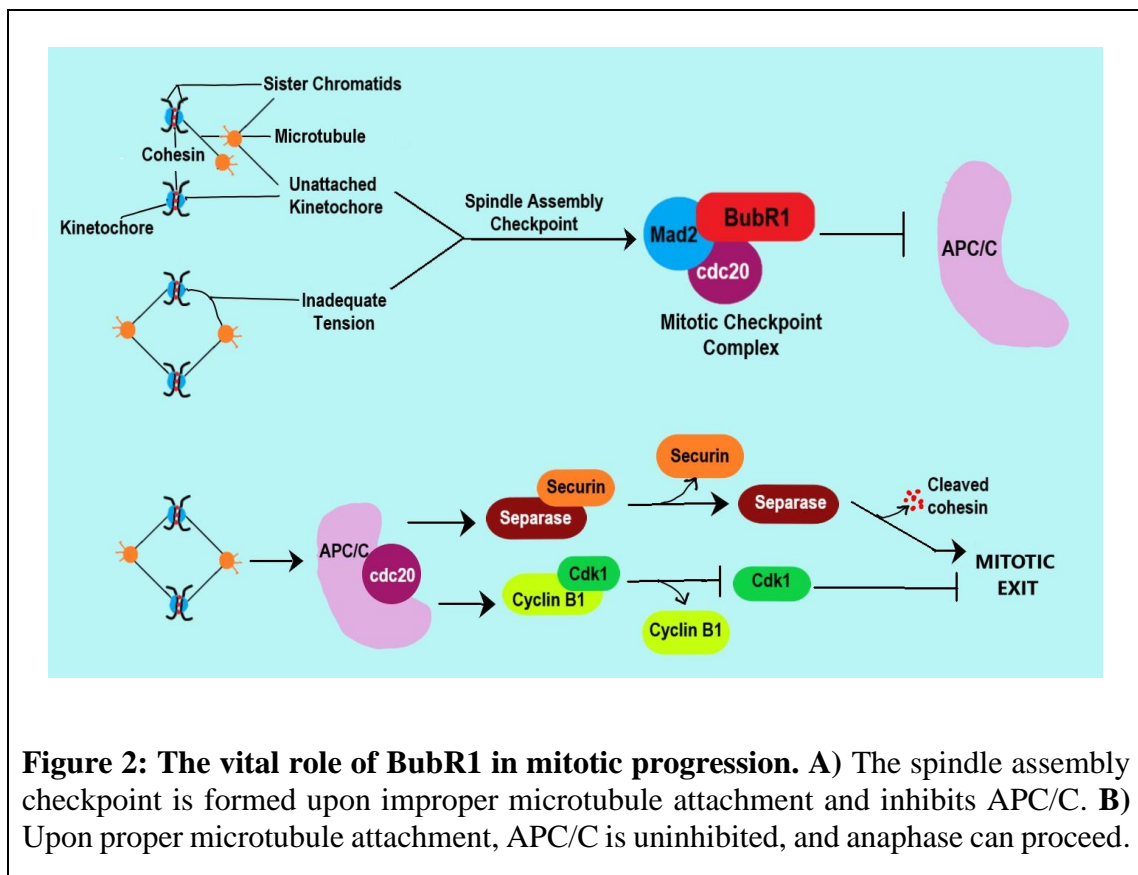 Sister Chromatids
Microtubule
Cohesin
Unattached
Kinetochore
Kinetochore
Inadequate
Tension
Spindle Assembly
Checkpoint
Mad2
BubR1
cdc20
Mitotic Checkpoint
Complex
APC/C
APC/C
cdc20
Securin
Separase
Securin
Separase
Cleaved
cohesin
Cdk1
Cyclin B1
Cyclin B1
Cdk1
MITOTIC
EXIT
Figure 2: The vital role of BubR1 in mitotic progression. A) The spindle assembly
checkpoint is formed upon improper microtubule attachment and inhibits APC/C. B)
Upon proper microtubule attachment, APC/C is uninhibited, and anaphase can proceed.